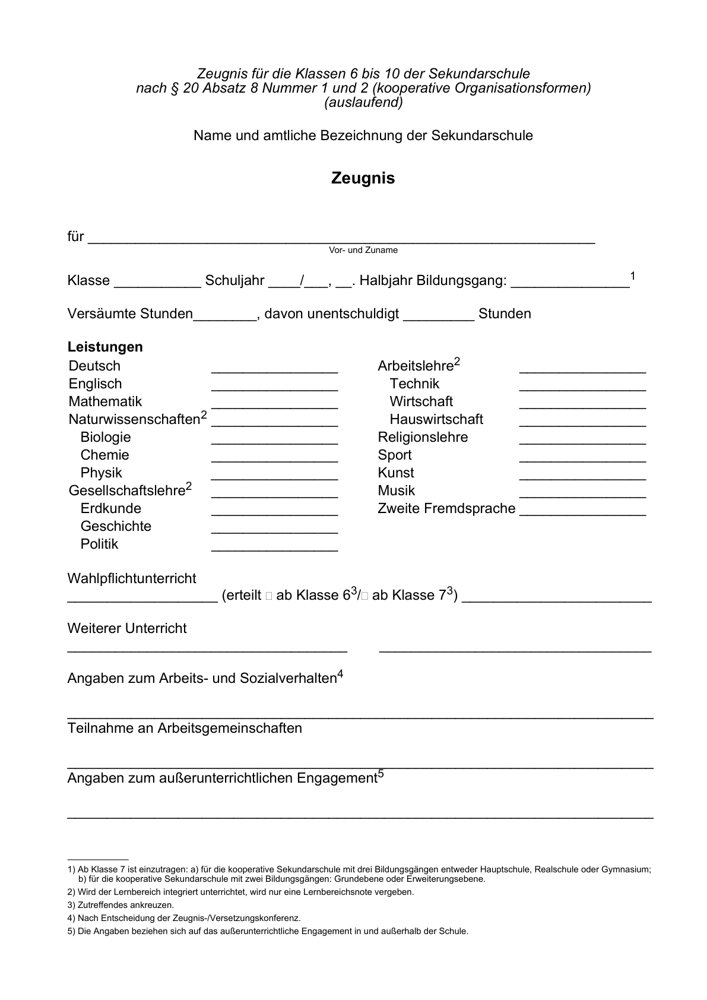 Zeugnis für die Klassen 6 bis 10 der Sekundarschule
nach § 20 Absatz 8 Nummer 1 und 2 (kooperative Organisationsformen)
(auslaufend)
Name und amtliche Bezeichnung der Sekundarschule
Zeugnis
für ________________________________________________________________
Vor- und Zuname
Klasse ___________ Schuljahr ____/___, __. Halbjahr Bildungsgang: _______________1
Versäumte Stunden________, davon unentschuldigt _________ Stunden
Leistungen
Deutsch ________________ Arbeitslehre2 ________________
Englisch ________________ Technik ________________
Mathematik ________________ Wirtschaft ________________
Naturwissenschaften2 ________________ Hauswirtschaft ________________
Biologie ________________ Religionslehre ________________
Chemie ________________ Sport ________________
Physik ________________ Kunst ________________
Gesellschaftslehre2 ________________ Musik ________________
Erdkunde ________________ Zweite Fremdsprache ________________
Geschichte ________________
Politik ________________
Wahlpflichtunterricht
___________________ (erteilt □ ab Klasse 63/□ ab Klasse 73) ________________________
Weiterer Unterricht
Angaben zum Arbeits- und Sozialverhalten4
Teilnahme an Arbeitsgemeinschaften
Angaben zum außerunterrichtlichen Engagement5
1) Ab Klasse 7 ist einzutragen: a) für die kooperative Sekundarschule mit drei Bildungsgängen entweder Hauptschule, Realschule oder Gymnasium;
b) für die kooperative Sekundarschule mit zwei Bildungsgängen: Grundebene oder Erweiterungsebene.
2) Wird der Lernbereich integriert unterrichtet, wird nur eine Lernbereichsnote vergeben.
3) Zutreffendes ankreuzen.
4) Nach Entscheidung der Zeugnis-/Versetzungskonferenz.
5) Die Angaben beziehen sich auf das außerunterrichtliche Engagement in und außerhalb der Schule.